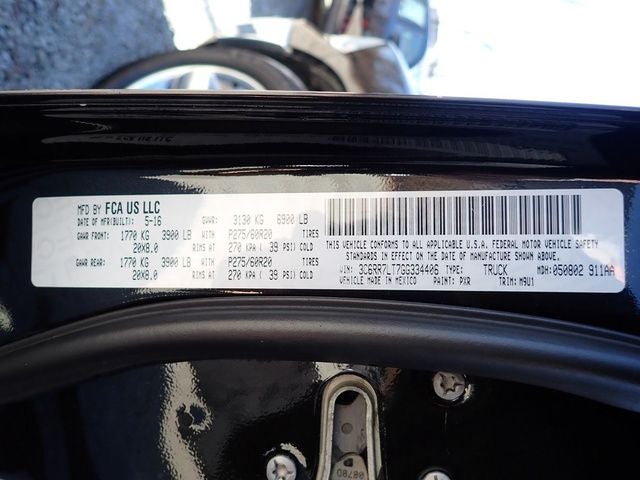 MFD BY FCA US LLC
DATE OF MFR(BUILT): 5-16 GVWR: 3130 KG 6900 LB
GAWR FRONT: 1770 KG 3900 LB WITH P275/60R20 TIRES
20X8.0 RIMS AT 270 KPA ( 39 PSI) COLD
GAWR REAR: 1770 KG 3900 LB WITH P275/60R20 TIRES
20X8.0 RIMS AT 270 KPA ( 39 PSI) COLD
THIS VEHICLE CONFORMS TO ALL APPLICABLE U.S.A. FEDERAL MOTOR VEHICLE SAFETY
STANDARDS IN EFFECT ON THE DATE OF MANUFACTURE SHOWN ABOVE.
VIN: 3C6RR7LT7GG334406 TYPE: TRUCK MDH: 050802 911AA
VEHICLE MADE IN MEXICO PAINT: PXR TRIM: M9U1